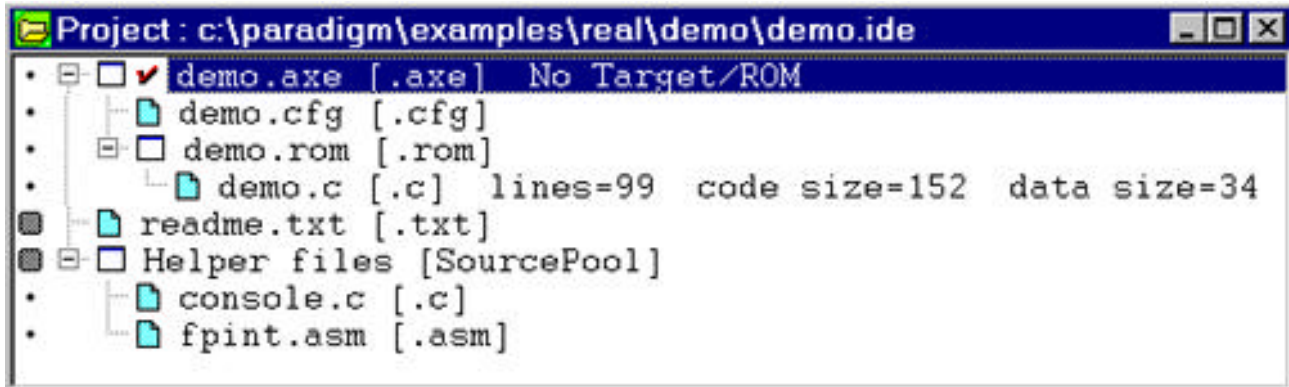 Project : c:\paradigm\examples\real\demo\demo.ide
demo.axe [.axe]  No Target/ROM
demo.cfg [.cfg]
demo.rom [.rom]
demo.c [.c]  lines=99  code size=152  data size=34
readme.txt [.txt]
Helper files [SourcePool]
console.c [.c]
fpint.asm [.asm]